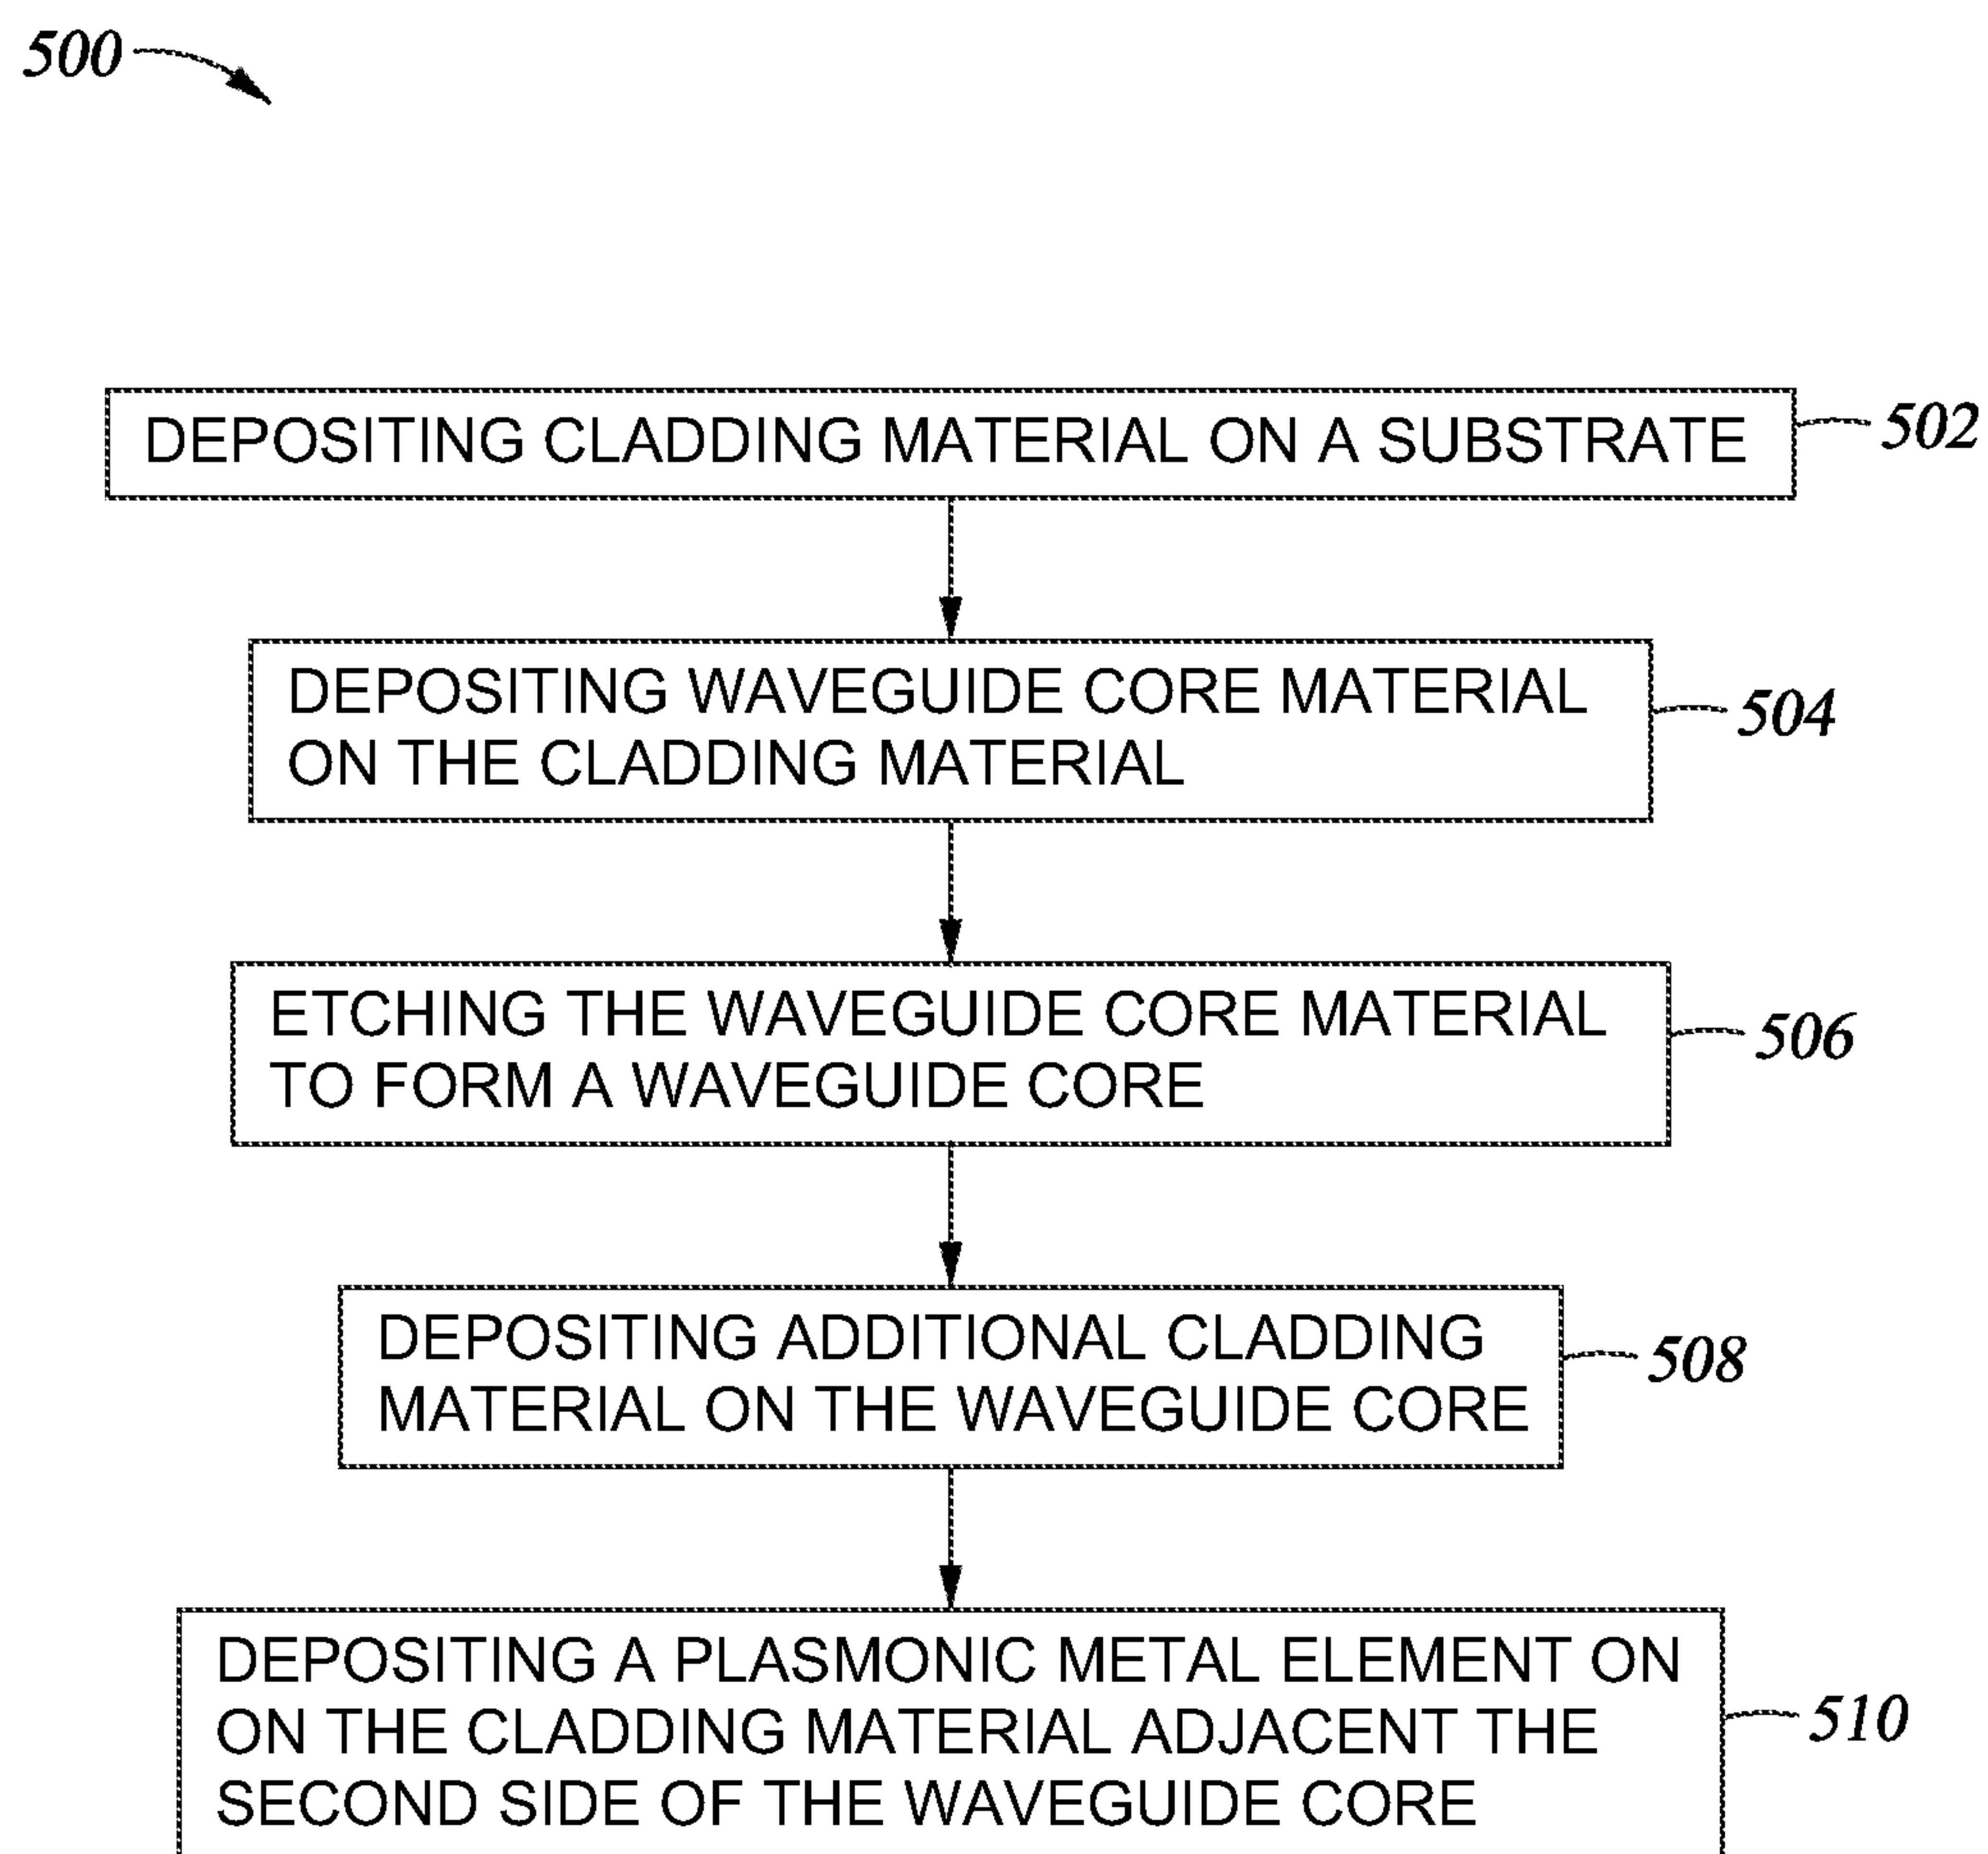 500
DEPOSITING CLADDING MATERIAL ON A SUBSTRATE
502
DEPOSITING WAVEGUIDE CORE MATERIAL
ON THE CLADDING MATERIAL
504
ETCHING THE WAVEGUIDE CORE MATERIAL
TO FORM A WAVEGUIDE CORE
506
DEPOSITING ADDITIONAL CLADDING
MATERIAL ON THE WAVEGUIDE CORE
508
DEPOSITING A PLASMONIC METAL ELEMENT ON
ON THE CLADDING MATERIAL ADJACENT THE
SECOND SIDE OF THE WAVEGUIDE CORE
510